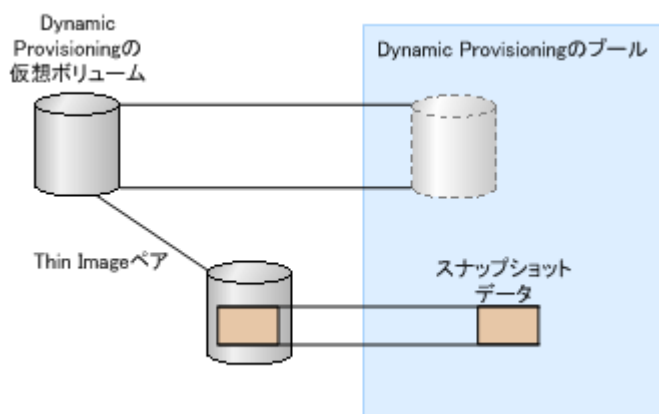 Dynamic
Provisioningの
仮想ボリューム
Dynamic Provisioningのプール
Thin Imageペア
スナップショット
データ